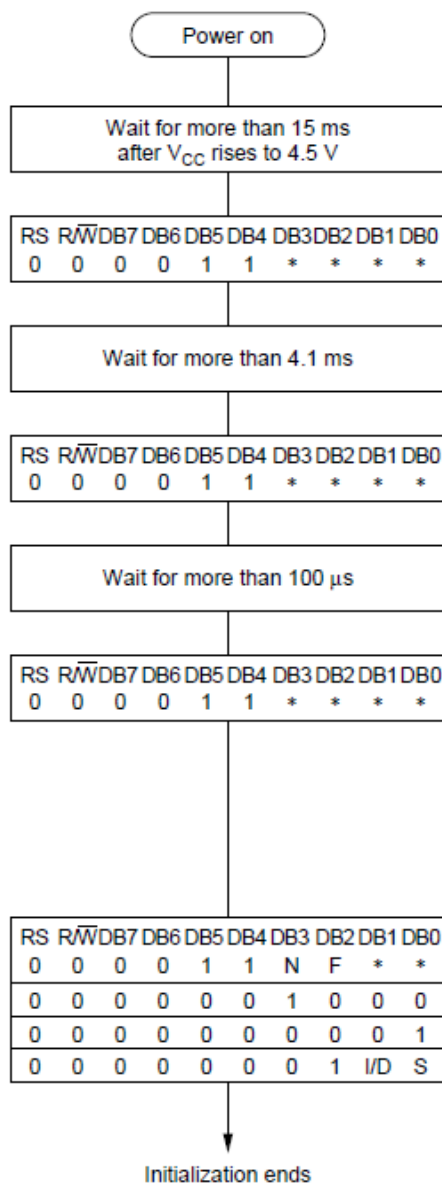 Power on
Wait for more than 15 ms
after VCC rises to 4.5 V
RS R/W DB7 DB6 DB5 DB4 DB3 DB2 DB1 DB0
0 0 0 0 1 1 * * * *
Wait for more than 4.1 ms
RS R/W DB7 DB6 DB5 DB4 DB3 DB2 DB1 DB0
0 0 0 0 1 1 * * * *
Wait for more than 100 μs
RS R/W DB7 DB6 DB5 DB4 DB3 DB2 DB1 DB0
0 0 0 0 1 1 * * * *
RS R/W DB7 DB6 DB5 DB4 DB3 DB2 DB1 DB0
0 0 0 0 1 1 N F * *
0 0 0 0 0 0 1 0 0 0
0 0 0 0 0 0 0 0 0 1
0 0 0 0 0 0 0 1 I/D S
Initialization ends